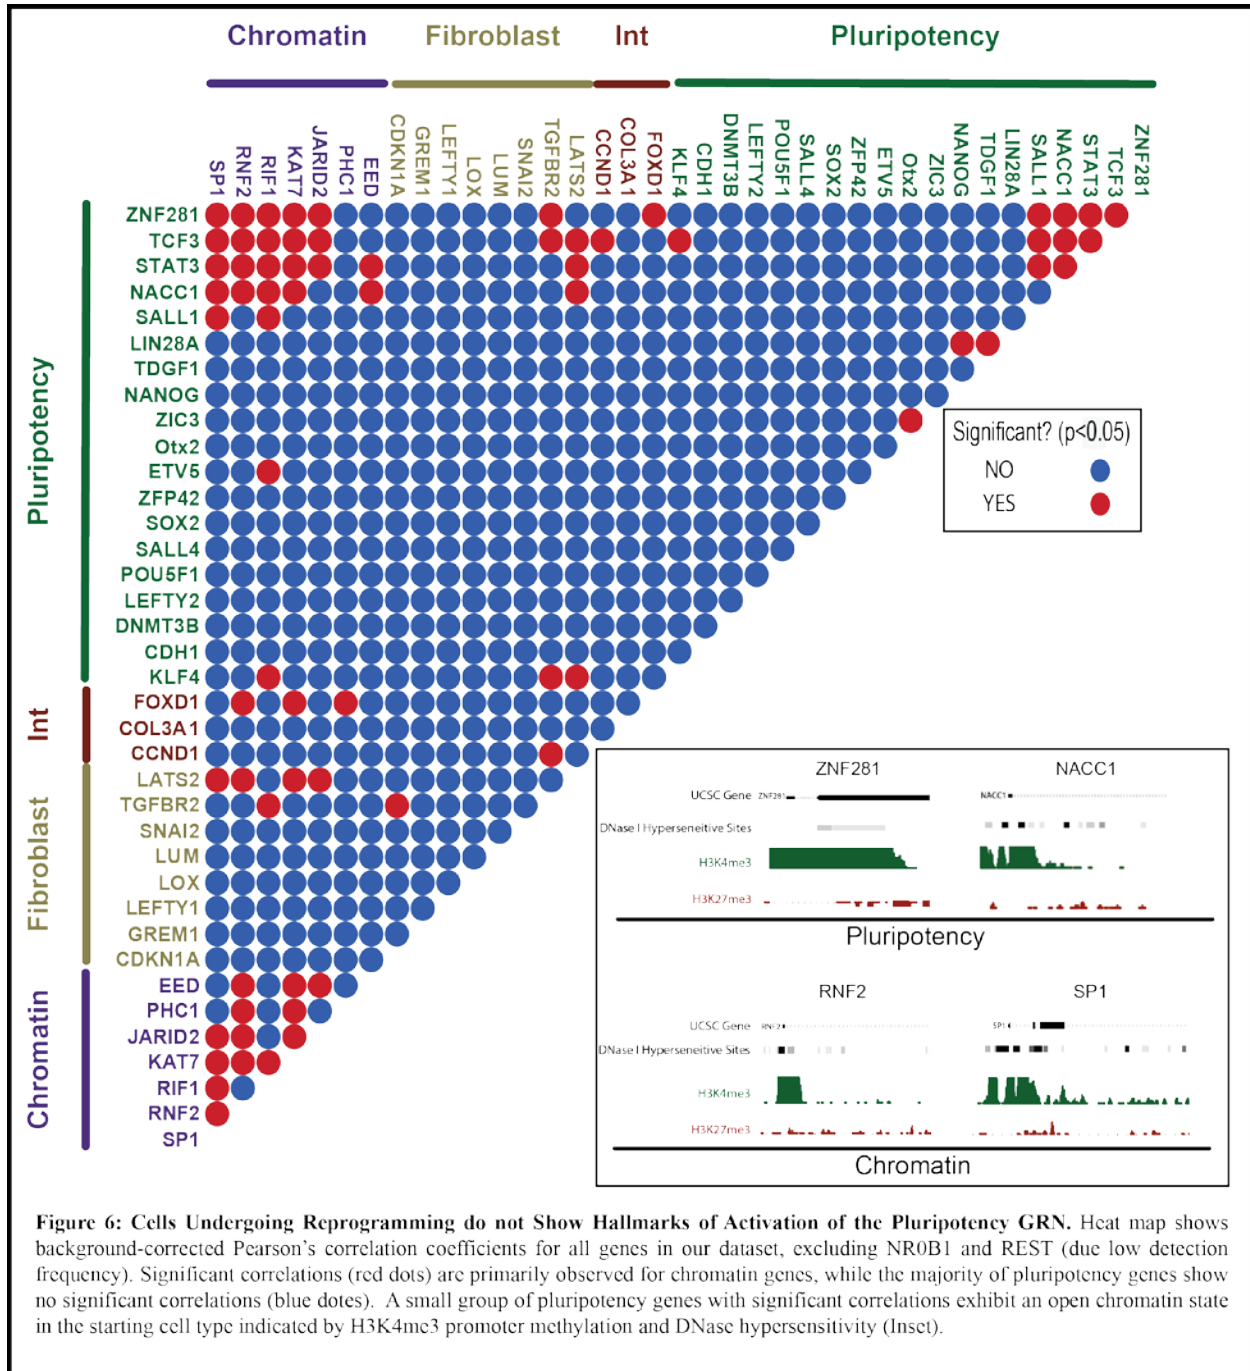 Chromatin Fibroblast Int Pluripotency
SP1 RNF2 RIF1 KAT7 JARID2 PHC1 EED CDKN1A GREM1 LEFTY1 LOX LUM SNAI2 TGFBR2 LATS2 CCND1 COL3A1 FOXD1 KLF4 CDH1 DNMT3B LEFTY2 POU5F1 SALL4 SOX2 ZFP42 ETV5 Otx2 ZIC3 NANOG TDGF1 LIN28A SALL1 NACC1 STAT3 TCF3 ZNF281
Pluripotency
ZNF281
TCF3
STAT3
NACC1
SALL1
LIN28A
TDGF1
NANOG
ZIC3
Otx2
ETV5
ZFP42
SOX2
SALL4
POU5F1
LEFTY2
DNMT3B
CDH1
KLF4
Int
FOXD1
COL3A1
CCND1
Fibroblast
LATS2
TGFBR2
SNAI2
LUM
LOX
LEFTY1
GREM1
CDKN1A
Chromatin
EED
PHC1
JARID2
KAT7
RIF1
RNF2
SP1
Significant? (p<0.05)
NO
YES
ZNF281 NACC1
UCSC Gene ZNF281 NACC1
DNase I Hyperseneitive Sites
H3K4me3
H3K27me3
Pluripotency
RNF2 SP1
UCSC Gene RNF2 SP1
DNase I Hyperseneitive Sites
H3K4me3
H3K27me3
Chromatin
Figure 6: Cells Undergoing Reprogramming do not Show Hallmarks of Activation of the Pluripotency GRN. Heat map shows
background-corrected Pearson's correlation coefficients for all genes in our dataset, excluding NR0B1 and REST (due low detection
frequency). Significant correlations (red dots) are primarily observed for chromatin genes, while the majority of pluripotency genes show
no significant correlations (blue dotes). A small group of pluripotency genes with significant correlations exhibit an open chromatin state
in the starting cell type indicated by H3K4me3 promoter methylation and DNase hypersensitivity (Inset).